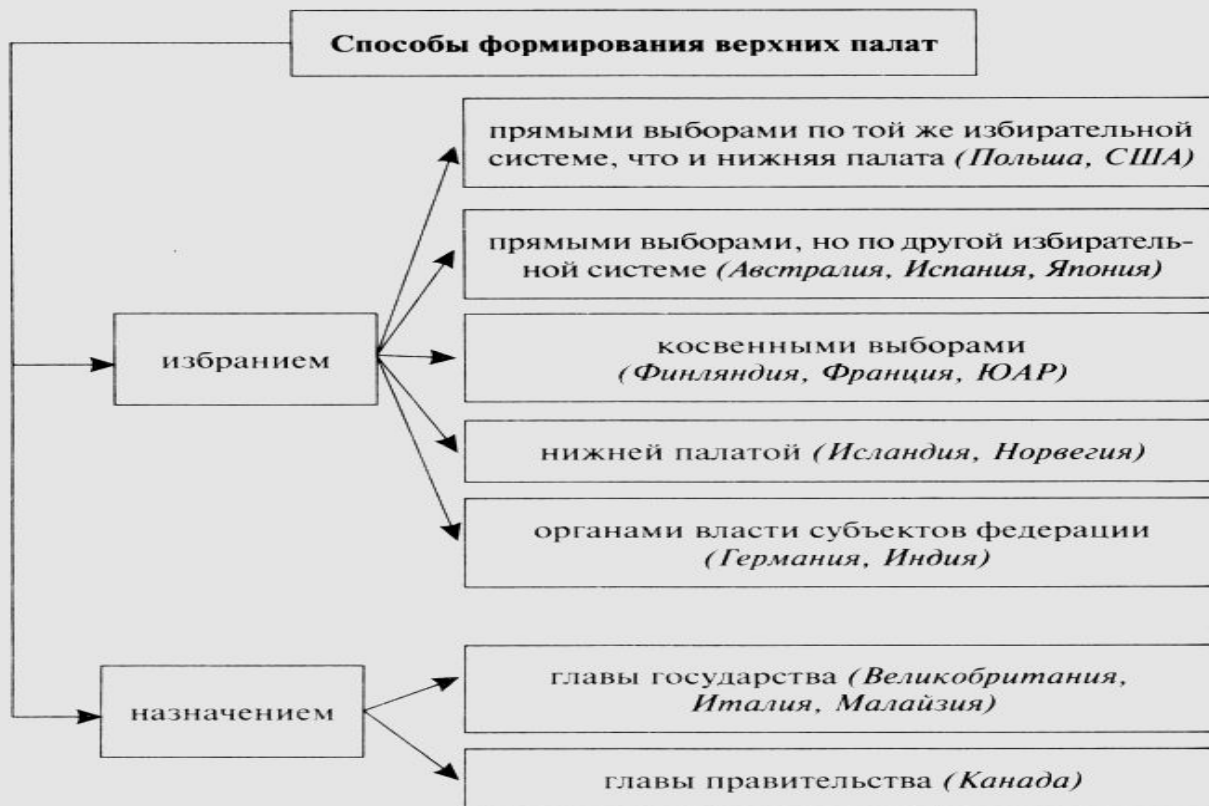 Способы формирования верхних палат
прямыми выборами по той же избирательной
системе, что и нижняя палата (Польша, США)
прямыми выборами, но по другой избиратель-
ной системе (Австралия, Испания, Япония)
избранием
косвенными выборами
(Финляндия, Франция, ЮАР)
нижней палатой (Исландия, Норвегия)
органами власти субъектов федерации
(Германия, Индия)
назначением
главы государства (Великобритания,
Италия, Малайзия)
главы правительства (Канада)